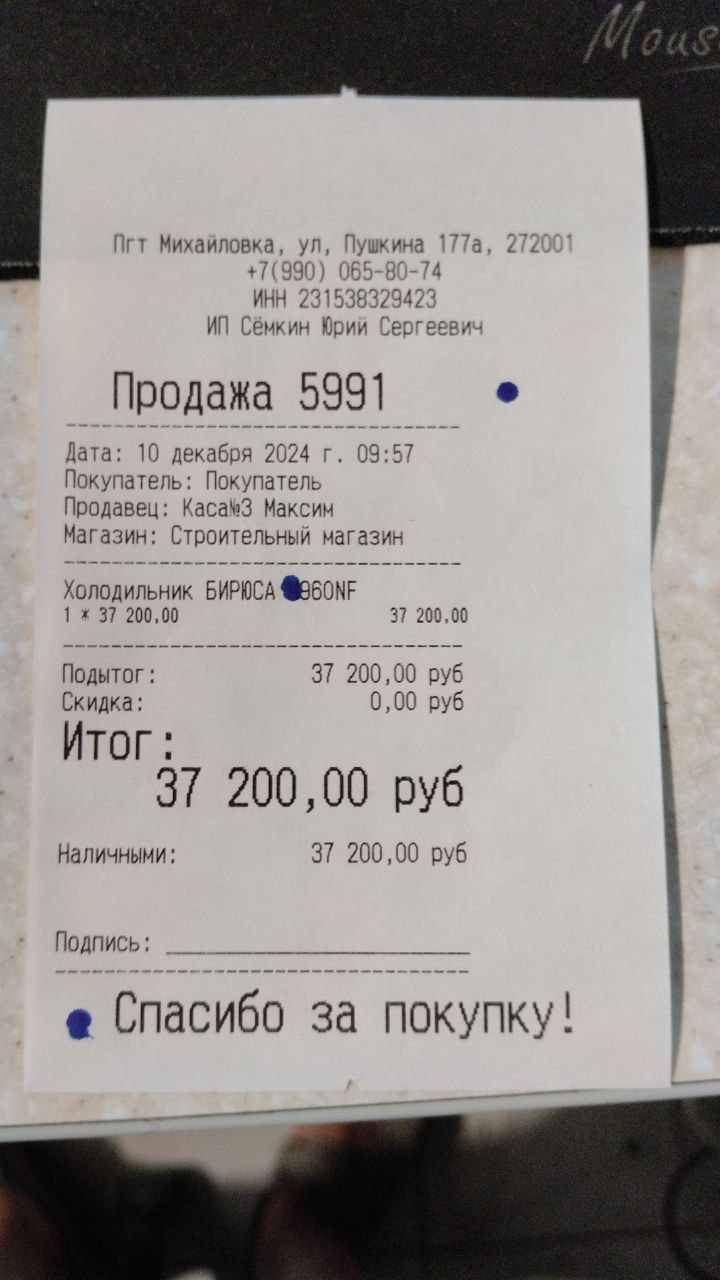 Mous
Пгт Михайловка, ул, Пушкина 177а, 272001
+7(990) 065-80-74
ИНН 231538329423
ИП Сёмкин Юрий Сергеевич
Продажа 5991
Дата: 10 декабря 2024 г. 09:57
Покупатель: Покупатель
Продавец: Каса№3 Максим
Магазин: Строительный магазин
Холодильник БИРЮСА 960NF
1 * 37 200,00 37 200,00
Подытог: 37 200,00 руб
Скидка: 0,00 руб
Итог:
37 200,00 руб
Наличными: 37 200,00 руб
Подпись:
Спасибо за покупку!